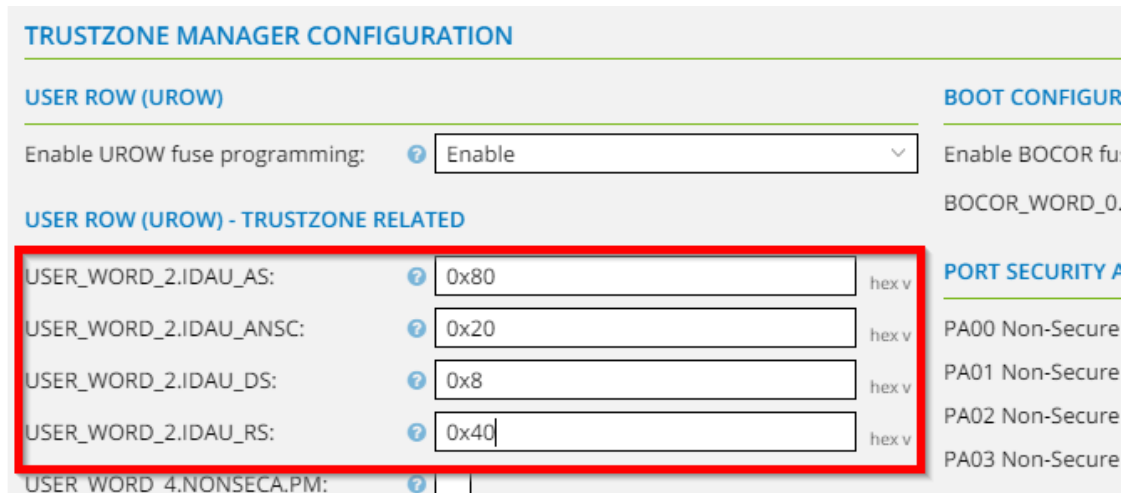 TRUSTZONE MANAGER CONFIGURATION
USER ROW (UROW)
Enable UROW fuse programming: ? Enable
USER ROW (UROW) - TRUSTZONE RELATED
USER_WORD_2.IDAU_AS: ? 0x80 hex v
USER_WORD_2.IDAU_ANSC: ? 0x20 hex v
USER_WORD_2.IDAU_DS: ? 0x8 hex v
USER_WORD_2.IDAU_RS: ? 0x40 hex v
USER_WORD_4.NONSECA.PM: ?
BOOT CONFIGUR
Enable BOCOR fu
BOCOR_WORD_0.
PORT SECURITY A
PA00 Non-Secure
PA01 Non-Secure
PA02 Non-Secure
PA03 Non-Secure